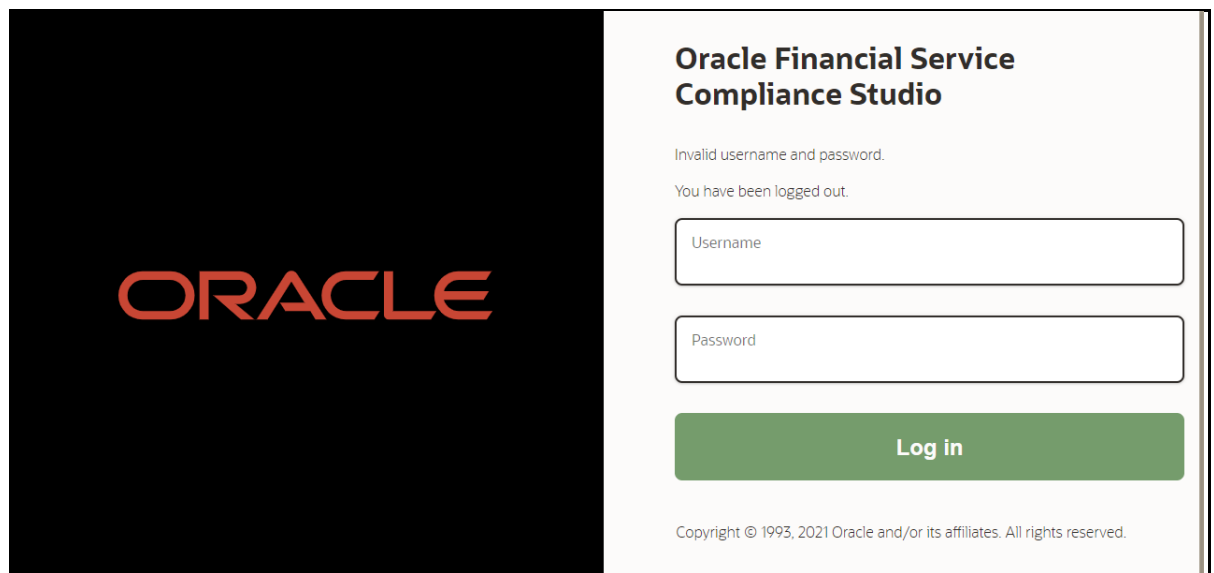 ORACLE
Oracle Financial Service
Compliance Studio
Invalid username and password.
You have been logged out.
Username
Password
Log in
Copyright © 1993, 2021 Oracle and/or its affiliates. All rights reserved.